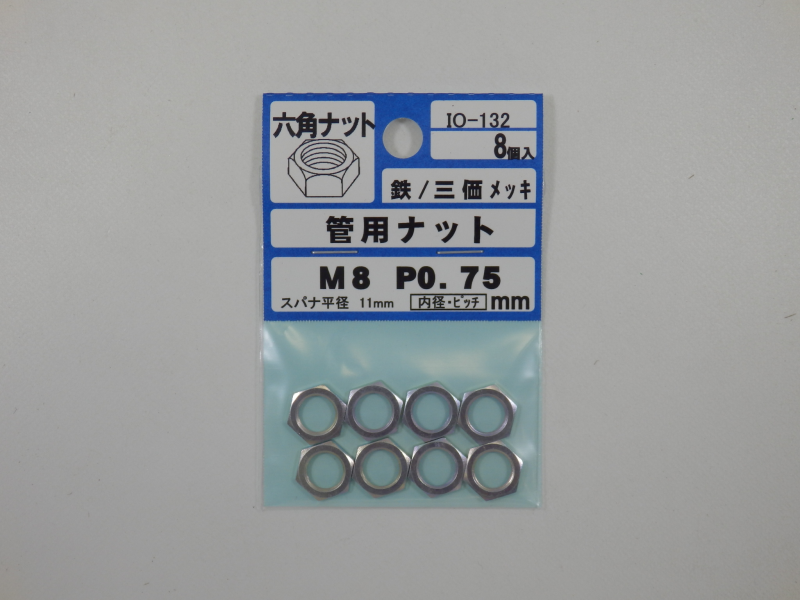 六角ナット
IO-132
8個入
鉄/三価メッキ
管用ナット
M8 P0.75
スパナ平径 11mm 内径・ピッチ mm